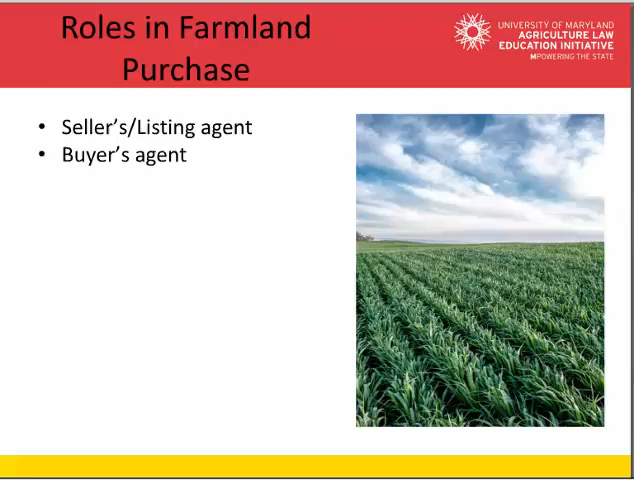 Roles in Farmland
Purchase
UNIVERSITY OF MARYLAND
AGRICULTURE LAW
EDUCATION INITIATIVE
MPOWERING THE STATE
• Seller's/Listing agent
• Buyer's agent